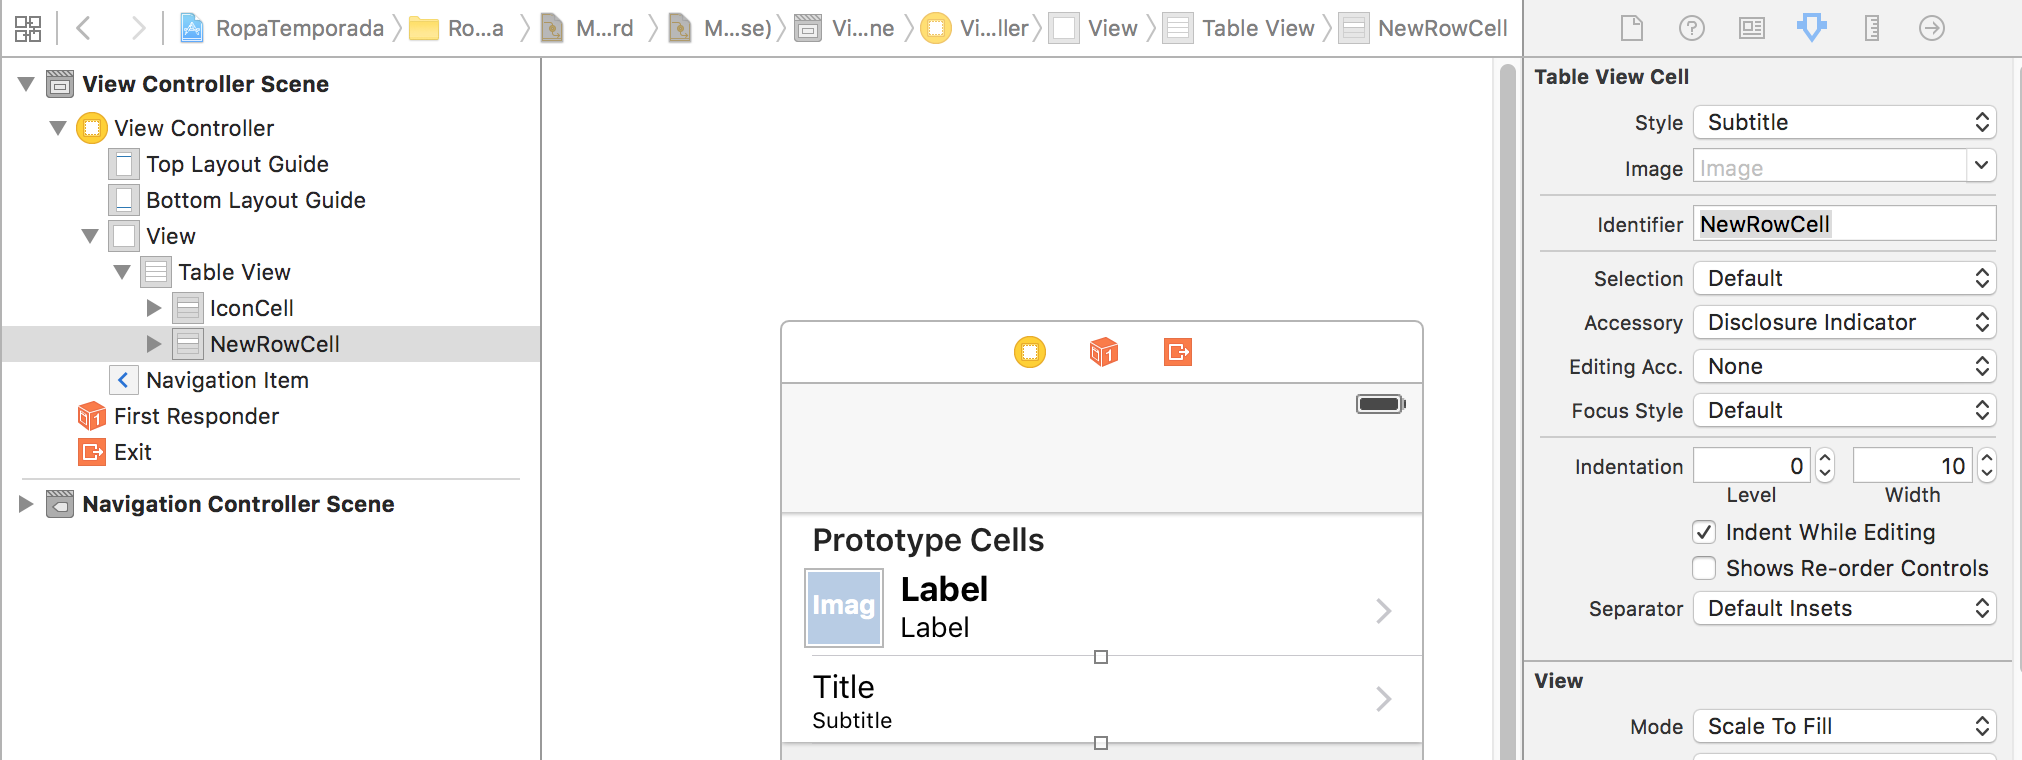 RopaTemporada Ro...a M...rd M...se) Vi...ne Vi...ller View Table View NewRowCell
View Controller Scene
View Controller
Top Layout Guide
Bottom Layout Guide
View
Table View
IconCell
NewRowCell
Navigation Item
First Responder
Exit
Navigation Controller Scene
Prototype Cells
Imag
Label
Label
Title
Subtitle
Table View Cell
Style Subtitle
Image Image
Identifier NewRowCell
Selection Default
Accessory Disclosure Indicator
Editing Acc. None
Focus Style Default
Indentation 0 10
Level Width
Indent While Editing
Shows Re-order Controls
Separator Default Insets
View
Mode Scale To Fill